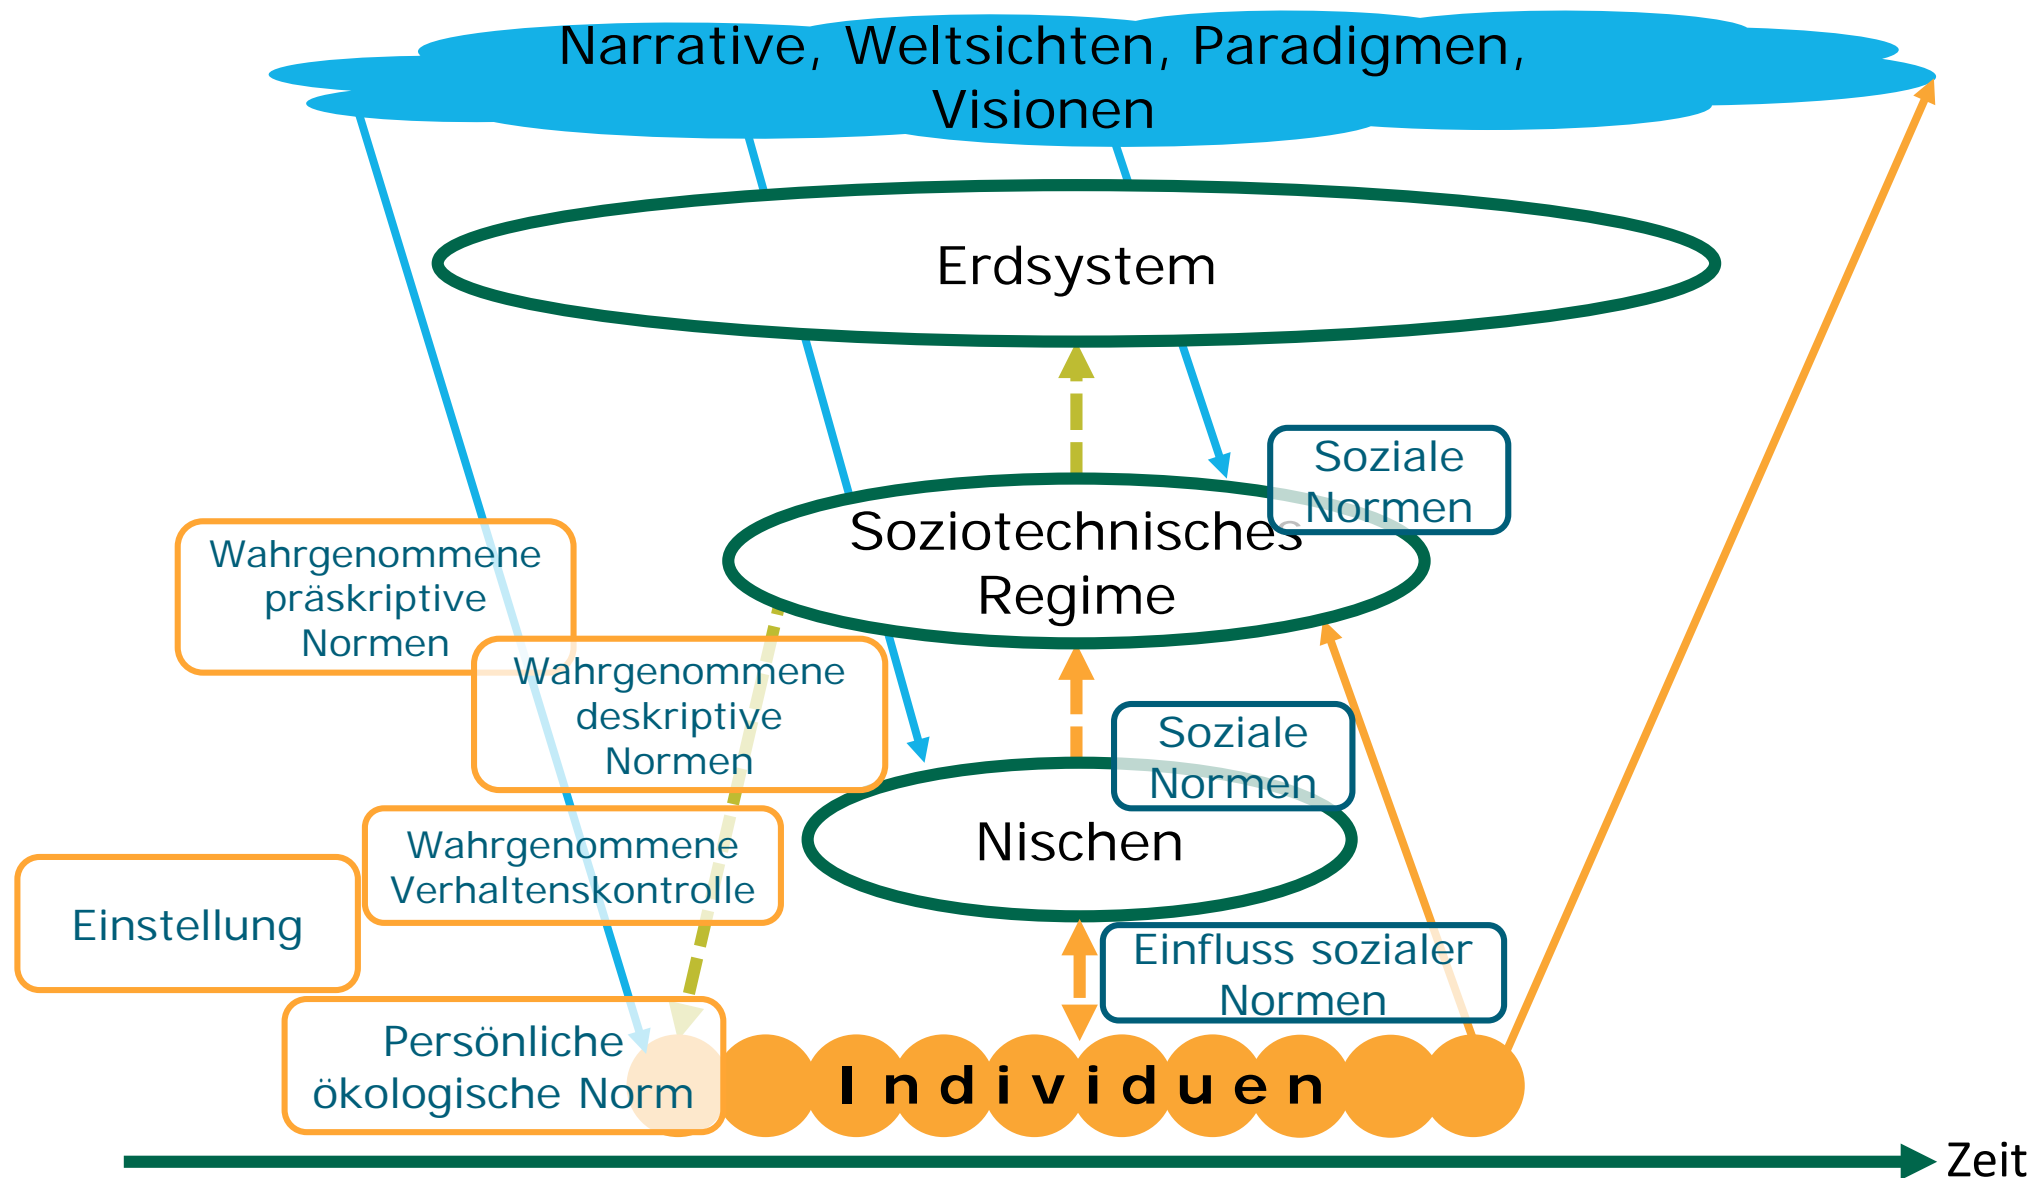 Narrative, Weltsichten, Paradigmen,
Visionen
Erdsystem
Soziale
Normen
Soziotechnisches
Regime
Wahrgenommene
präskriptive
Normen
Wahrgenommene
deskriptive
Normen
Soziale
Normen
Nischen
Wahrgenommene
Verhaltenskontrolle
Einstellung
Einfluss sozialer
Normen
Persönliche
ökologische Norm
Individuen
Zeit